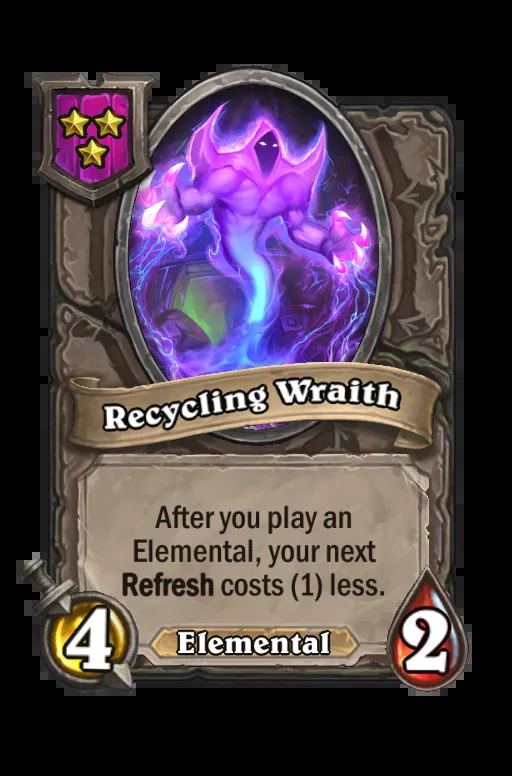 Recycling Wraith
After you play an
Elemental, your next
Refresh costs (1) less.
4
Elemental
2